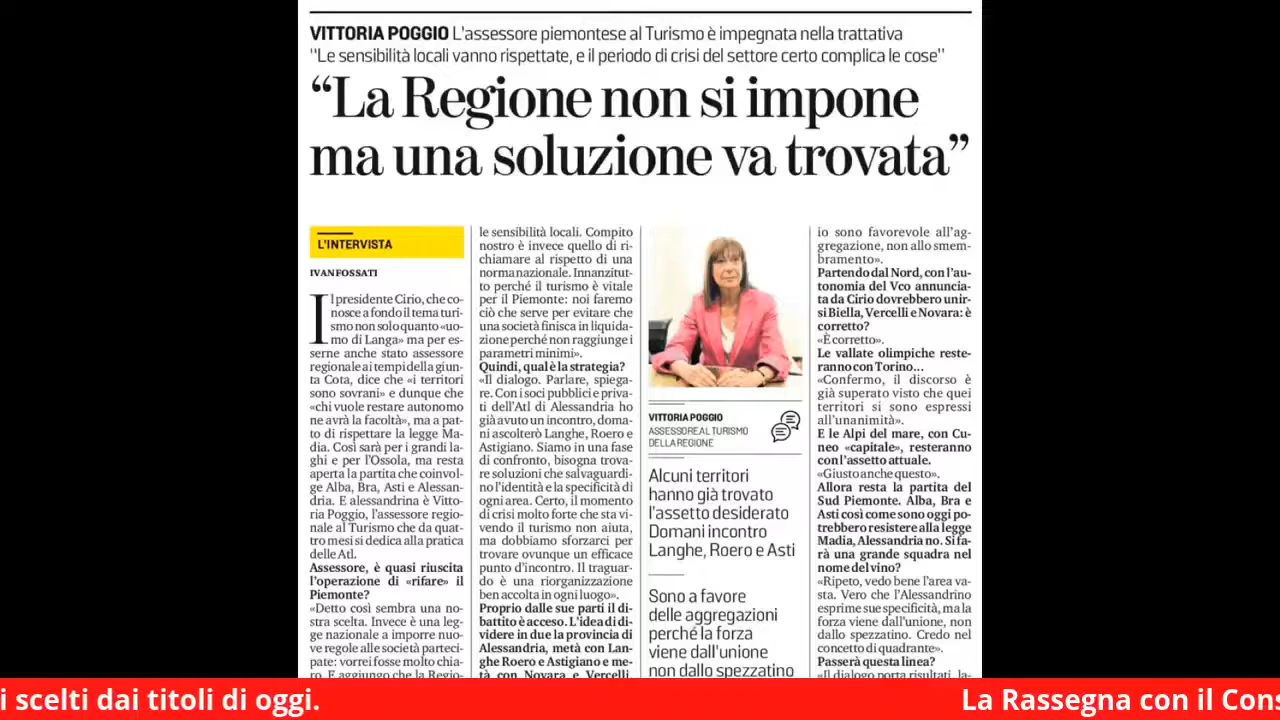 VITTORIA POGGIO L'assessore piemontese al Turismo è impegnata nella trattativa
"Le sensibilità locali vanno rispettate, e il periodo di crisi del settore certo complica le cose"
“La Regione non si impone
ma una soluzione va trovata”
L'INTERVISTA
IVAN FOSSATI
Il presidente Cirio, che co-
nosce a fondo il tema turi-
smo non solo quanto «uo-
mo di Langa» ma per es-
serne anche stato assessore
regionale ai tempi della giun-
ta Cota, dice che «i territori
sono sovrani» e dunque che
«chi vuole restare autonomo
ne avrà la facoltà», ma a pat-
to di rispettare la legge Ma-
dia. Così sarà per i grandi la-
ghi e per l'Ossola, ma resta
aperta la partita che coinvol-
ge Alba, Bra, Asti e Alessan-
dria. E alessandrina è Vitto-
ria Poggio, l'assessore regio-
nale al Turismo che da quat-
tro mesi si dedica alla pratica
delle Atl.
Assessore, è quasi riuscita
l'operazione di «rifare» il
Piemonte?
«Detto così sembra una no-
stra scelta. Invece è una leg-
ge nazionale a imporre nuo-
ve regole alle società parteci-
pate: vorrei fosse molto chia-
ro. E aggiungo che la Regio-
le sensibilità locali. Compito
nostro è invece quello di ri-
chiamare al rispetto di una
norma nazionale. Innanzitut-
to perché il turismo è vitale
per il Piemonte: noi faremo
ciò che serve per evitare che
una società finisca in liquida-
zione perché non raggiunge i
parametri minimi».
Quindi, qual è la strategia?
«Il dialogo. Parlare, spiega-
re. Con i soci pubblici e priva-
ti dell'Atl di Alessandria ho
già avuto un incontro, doma-
ni ascolterò Langhe, Roero e
Astigiano. Siamo in una fase
di confronto, bisogna trova-
re soluzioni che salvaguardi-
no l'identità e la specificità di
ogni area. Certo, il momento
di crisi molto forte che sta vi-
vendo il turismo non aiuta,
ma dobbiamo sforzarci per
trovare ovunque un efficace
punto d'incontro. Il traguar-
do è una riorganizzazione
ben accolta in ogni luogo».
Proprio dalle sue parti il di-
battito è acceso. L'idea di di-
videre in due la provincia di
Alessandria, metà con Lan-
ghe Roero e Astigiano e me-
tà con Novara e Vercelli,
VITTORIA POGGIO
ASSESSORE AL TURISMO
DELLA REGIONE
Alcuni territori
hanno già trovato
l'assetto desiderato
Domani incontro
Langhe, Roero e Asti
Sono a favore
delle aggregazioni
perché la forza
viene dall'unione
non dallo spezzatino
io sono favorevole all'ag-
gregazione, non allo smem-
bramento».
Partendo dal Nord, con l'au-
tonomia del Vco annuncia-
ta da Cirio dovrebbero unir-
si Biella, Vercelli e Novara: è
corretto?
«È corretto».
Le vallate olimpiche reste-
ranno con Torino...
«Confermo, il discorso è
già superato visto che quei
territori si sono espressi
all'unanimità».
E le Alpi del mare, con Cu-
neo «capitale», resteranno
con l'assetto attuale.
«Giusto anche questo».
Allora resta la partita del
Sud Piemonte. Alba, Bra e
Asti così come sono oggi po-
trebbero resistere alla legge
Madia, Alessandria no. Si fa-
rà una grande squadra nel
nome del vino?
«Ripeto, vedo bene l'area va-
sta. Vero che l'Alessandrino
esprime sue specificità, ma la
forza viene dall'unione, non
dallo spezzatino. Credo nel
concetto di quadrante».
Passerà questa linea?
«Il dialogo porta risultati, la-
i scelti dai titoli di oggi.
La Rassegna con il Cons